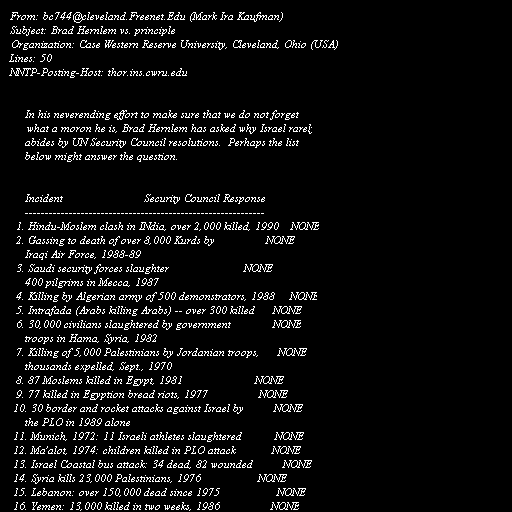 From: bc744@cleveland.Freenet.Edu (Mark Ira Kaufman)
Subject: Brad Hernlem vs. principle
Organization: Case Western Reserve University, Cleveland, Ohio (USA)
Lines: 50
NNTP-Posting-Host: thor.ins.cwru.edu
In his neverending effort to make sure that we do not forget
what a moron he is, Brad Hernlem has asked why Israel rarely
abides by UN Security Council resolutions. Perhaps the list
below might answer the question.
Incident Security Council Response
------------------------------------------------------------
1. Hindu-Moslem clash in INdia, over 2,000 killed, 1990 NONE
2. Gassing to death of over 8,000 Kurds by NONE
Iraqi Air Force, 1988-89
3. Saudi security forces slaughter NONE
400 pilgrims in Mecca, 1987
4. Killing by Algerian army of 500 demonstrators, 1988 NONE
5. Intrafada (Arabs killing Arabs) -- over 300 killed NONE
6. 30,000 civilians slaughtered by government NONE
troops in Hama, Syria, 1982
7. Killing of 5,000 Palestinians by Jordanian troops, NONE
thousands expelled, Sept., 1970
8. 87 Moslems killed in Egypt, 1981 NONE
9. 77 killed in Egyption bread riots, 1977 NONE
10. 30 border and rocket attacks against Israel by NONE
the PLO in 1989 alone
11. Munich, 1972: 11 Israeli athletes slaughtered NONE
12. Ma'alot, 1974: children killed in PLO attack NONE
13. Israel Coastal bus attack: 34 dead, 82 wounded NONE
14. Syria kills 23,000 Palestinians, 1976 NONE
15. Lebanon: over 150,000 dead since 1975 NONE
16. Yemen: 13,000 killed in two weeks, 1986 NONE